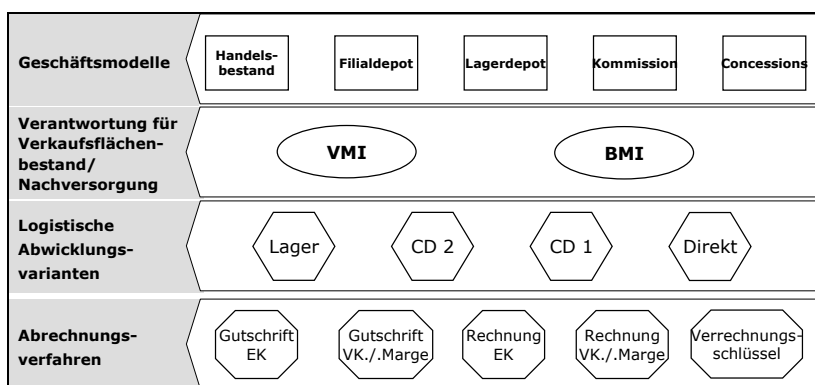 Geschäftsmodelle
Handels-
bestand
Filialdepot
Lagerdepot
Kommission
Concessions
Verantwortung für
Verkaufsflächen-
bestand/
Nachversorgung
VMI
BMI
Logistische
Abwicklungs-
varianten
Lager
CD 2
CD 1
Direkt
Abrechnungs-
verfahren
Gutschrift
EK
Gutschrift
VK./.Marge
Rechnung
EK
Rechnung
VK./.Marge
Verrechnungs-
schlüssel